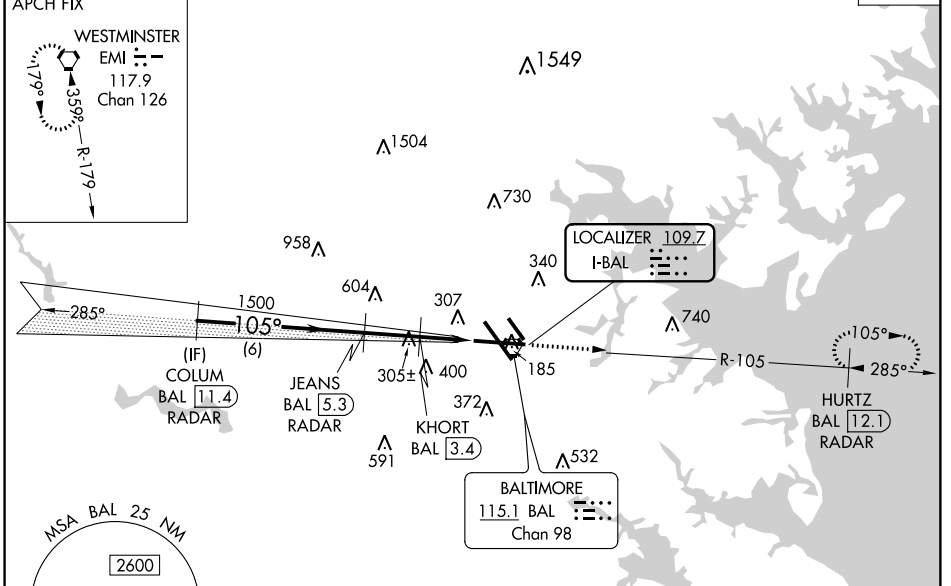 APCH FIX
WESTMINSTER
EMI
117.9
Chan 126
179°
359°
R-179
1549
1504
730
958
LOCALIZER 109.7
I-BAL
340
604
1500
307
740
285°
105°
(6)
(IF)
COLUM
BAL 11.4
RADAR
JEANS
BAL 5.3
RADAR
305±
400
KHORT
BAL 3.4
372
591
185
R-105
105°
285°
HURTZ
BAL 12.1
RADAR
532
BALTIMORE
115.1 BAL
Chan 98
MSA BAL 25 NM
2600